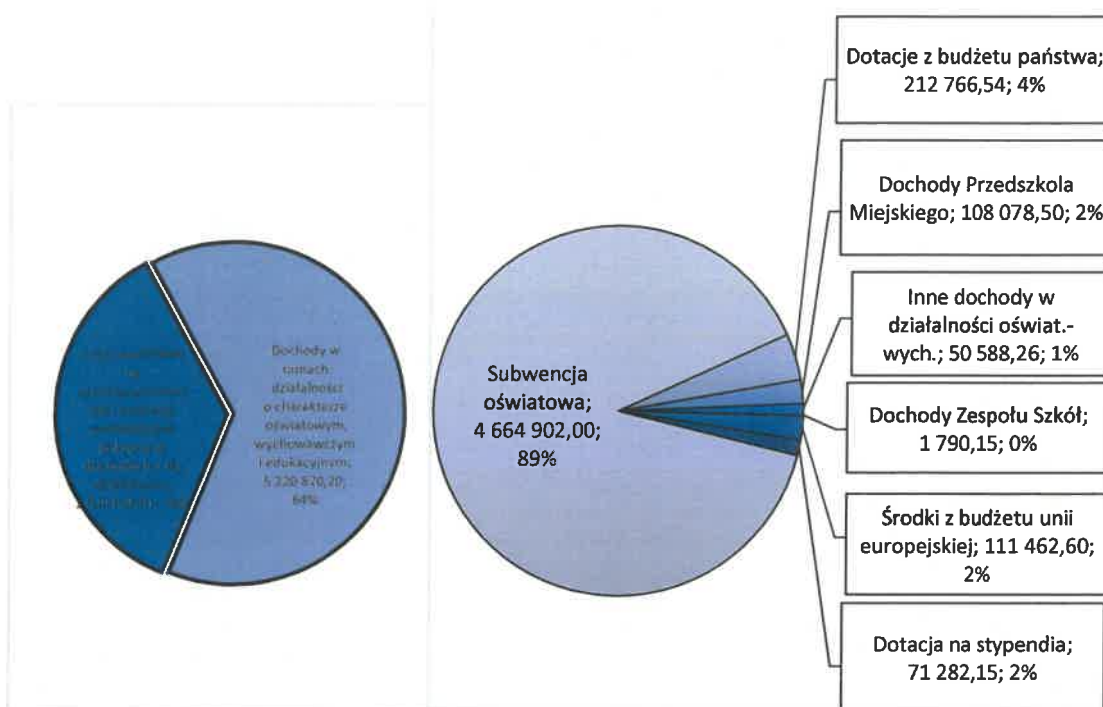 Dochody w
ramach
działalności
o charakterze
oświatowym,
wychowawczym
i edukacyjnym;
5 220 870,20;
64%
Subwencja
oświatowa;
4 664 902,00;
89%
Dotacje z budżetu państwa;
212 766,54; 4%
Dochody Przedszkola
Miejskiego; 108 078,50; 2%
Inne dochody w
działalności oświat.-
wych.; 50 588,26; 1%
Dochody Zespołu Szkół;
1 790,15; 0%
Środki z budżetu unii
europejskiej; 111 462,60;
2%
Dotacja na stypendia;
71 282,15; 2%